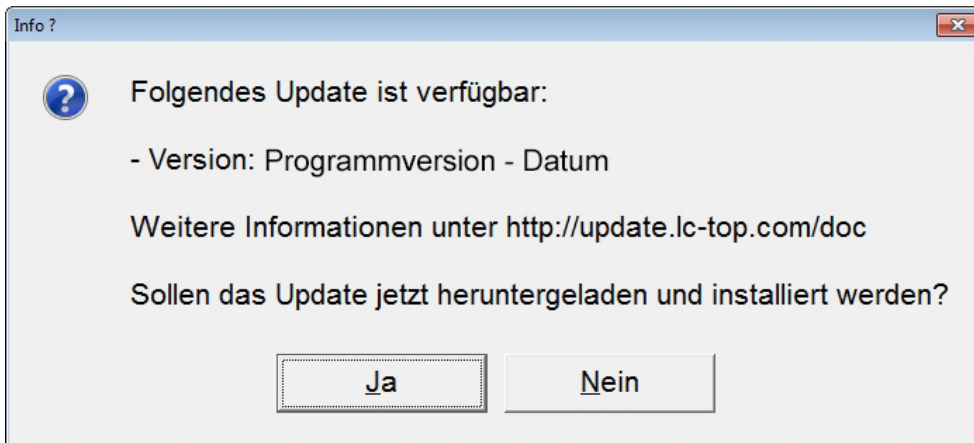 Info ?
Folgendes Update ist verfügbar:
- Version: Programmversion - Datum
Weitere Informationen unter http://update.lc-top.com/doc
Sollen das Update jetzt heruntergeladen und installiert werden?
Ja
Nein